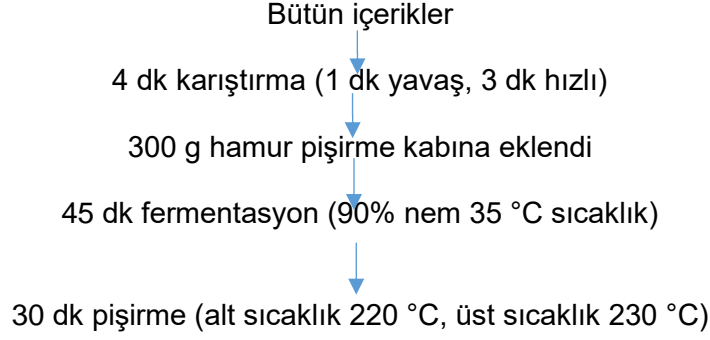 Bütün içerikler
4 dk karıştırma (1 dk yavaş, 3 dk hızlı)
300 g hamur pişirme kabına eklendi
45 dk fermentasyon (90% nem 35 °C sıcaklık)
30 dk pişirme (alt sıcaklık 220 °C, üst sıcaklık 230 °C)